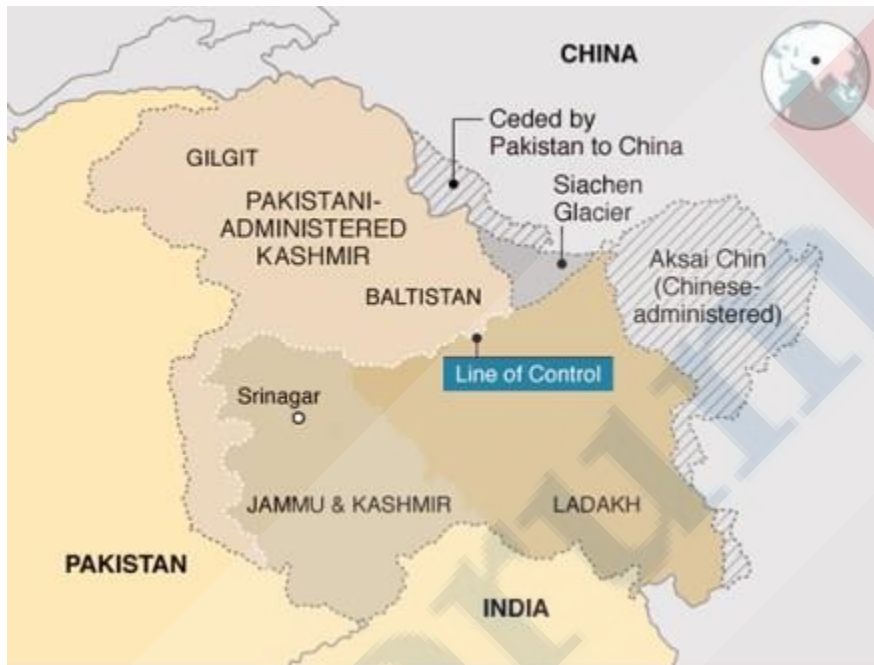 CHINA
Ceded by
Pakistan to China
GILGIT
Siachen
Glacier
PAKISTANI-
ADMINISTERED
KASHMIR
Aksai Chin
(Chinese-
administered)
BALTISTAN
Line of Control
Srinagar
JAMMU & KASHMIR
LADAKH
PAKISTAN
INDIA